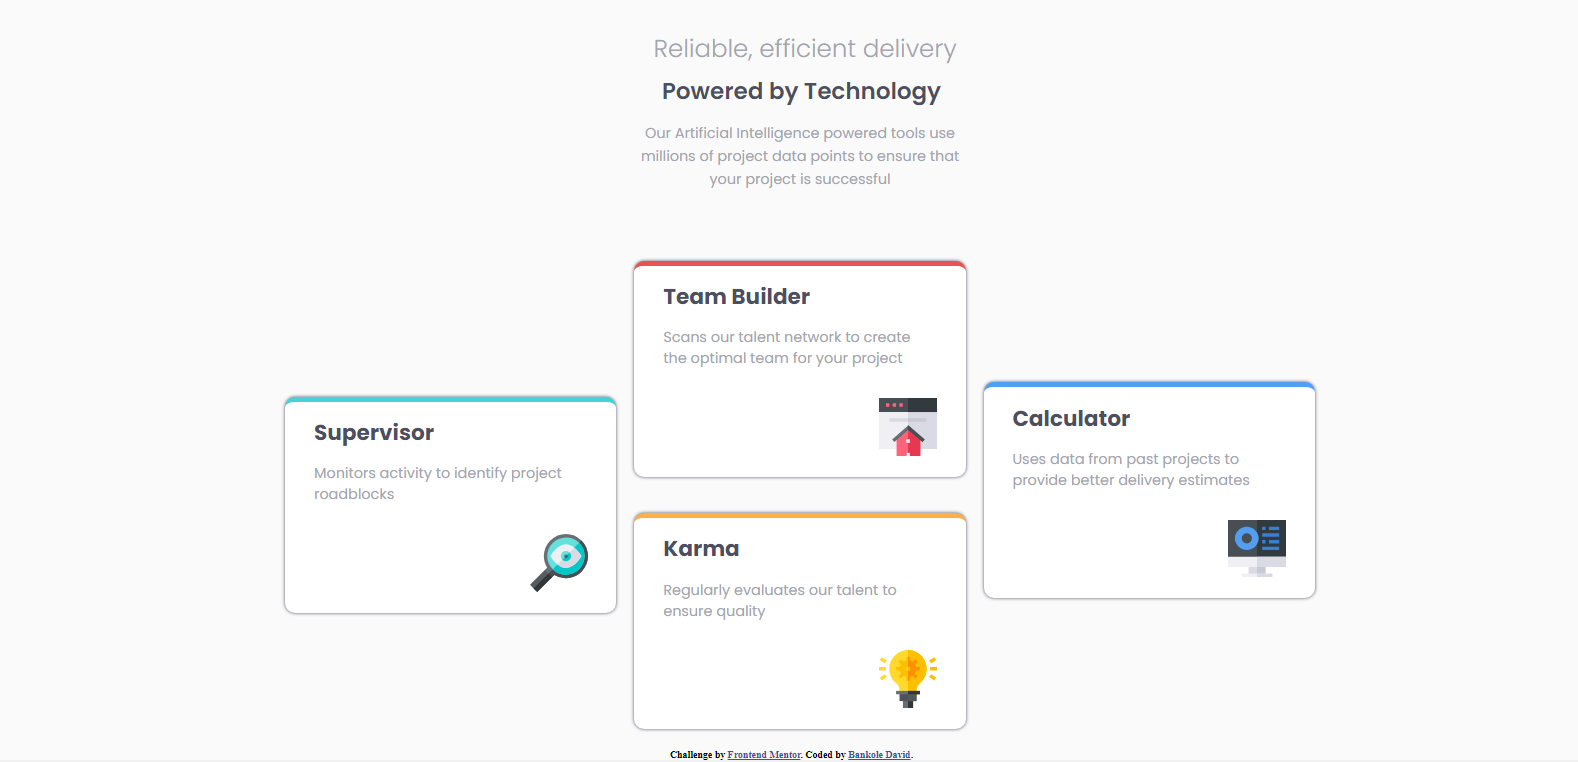 Reliable, efficient delivery
Powered by Technology
Our Artificial Intelligence powered tools use
millions of project data points to ensure that
your project is successful
Team Builder
Scans our talent network to create
the optimal team for your project
Supervisor
Monitors activity to identify project
roadblocks
Calculator
Uses data from past projects to
provide better delivery estimates
Karma
Regularly evaluates our talent to
ensure quality
Challenge by Frontend Mentor. Coded by Bankole David.